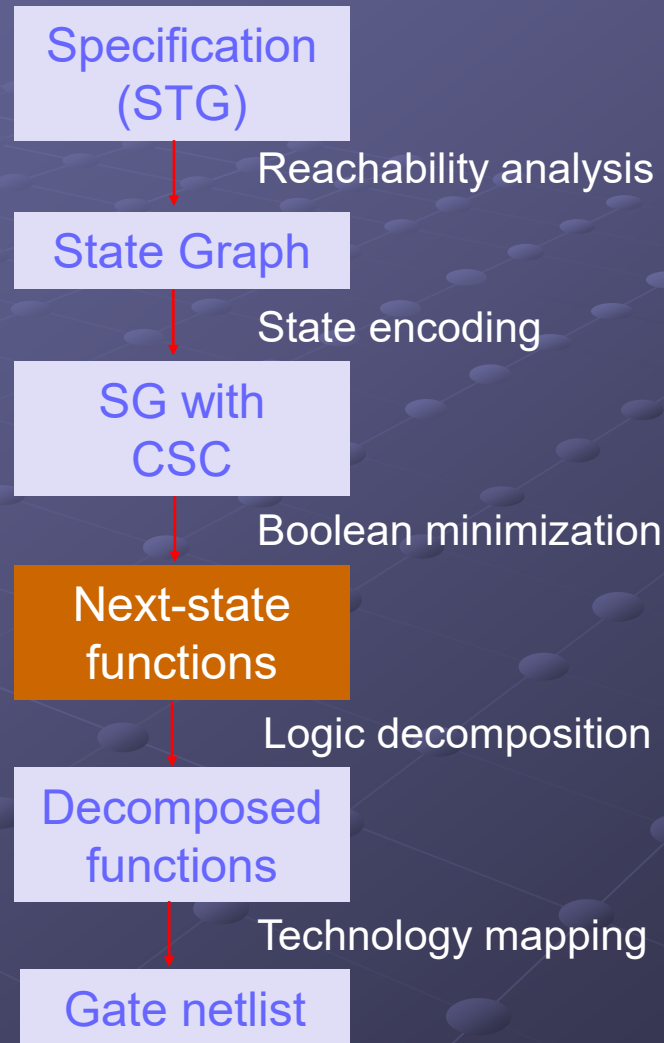 Specification
(STG)
Reachability analysis
State Graph
State encoding
SG with
CSC
Boolean minimization
Next-state
functions
Logic decomposition
Decomposed
functions
Technology mapping
Gate netlist